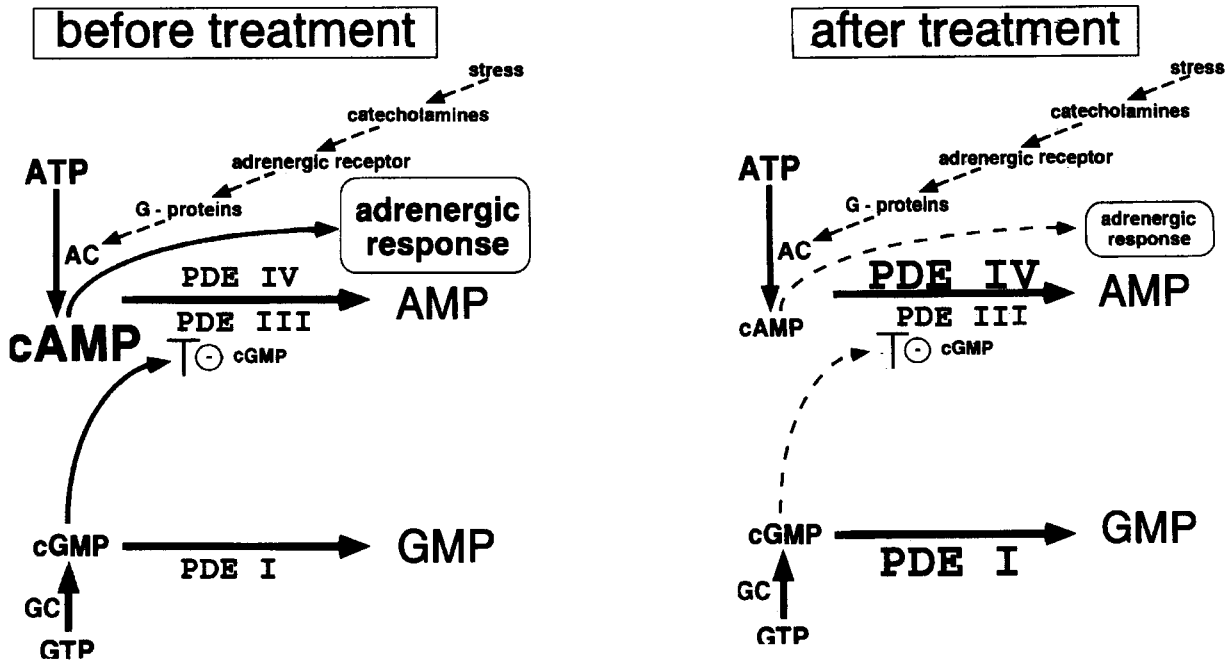 before treatment
stress
catecholamines
adrenergic receptor
ATP
G - proteins
adrenergic
response
AC
PDE IV
AMP
cAMP
PDE III
- cGMP
cGMP
GMP
PDE I
GC
GTP
after treatment
stress
catecholamines
adrenergic receptor
ATP
G - proteins
adrenergic
response
AC
PDE IV
AMP
cAMP
PDE III
- cGMP
cGMP
GMP
PDE I
GC
GTP